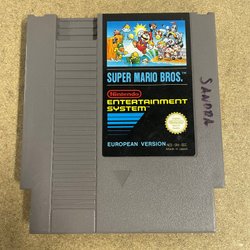 SUPER MARIO BROS.
Nintendo
ENTERTAINMENT
SYSTEM
EUROPEAN VERSION
SANDRA